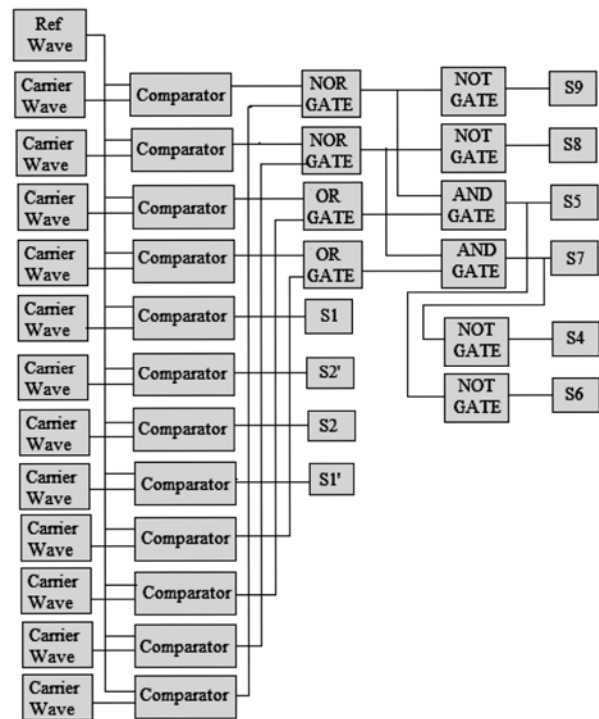 Ref
Wave
Carrier
Wave
Comparator
NOR
GATE
NOT
GATE
S9
Carrier
Wave
Comparator
NOR
GATE
NOT
GATE
S8
Carrier
Wave
Comparator
OR
GATE
AND
GATE
S5
Carrier
Wave
Comparator
OR
GATE
AND
GATE
S7
Carrier
Wave
Comparator
S1
NOT
GATE
S4
Carrier
Wave
Comparator
S2'
NOT
GATE
S6
Carrier
Wave
Comparator
S2
Carrier
Wave
Comparator
S1'
Carrier
Wave
Comparator
Carrier
Wave
Comparator
Carrier
Wave
Comparator
Carrier
Wave
Comparator